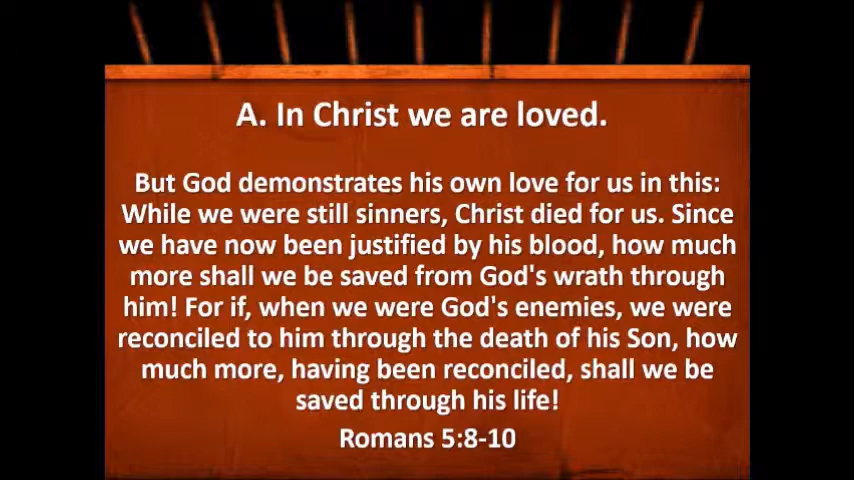 A. In Christ we are loved.
But God demonstrates his own love for us in this:
While we were still sinners, Christ died for us. Since
we have now been justified by his blood, how much
more shall we be saved from God's wrath through
him! For if, when we were God's enemies, we were
reconciled to him through the death of his Son, how
much more, having been reconciled, shall we be
saved through his life!
Romans 5:8-10